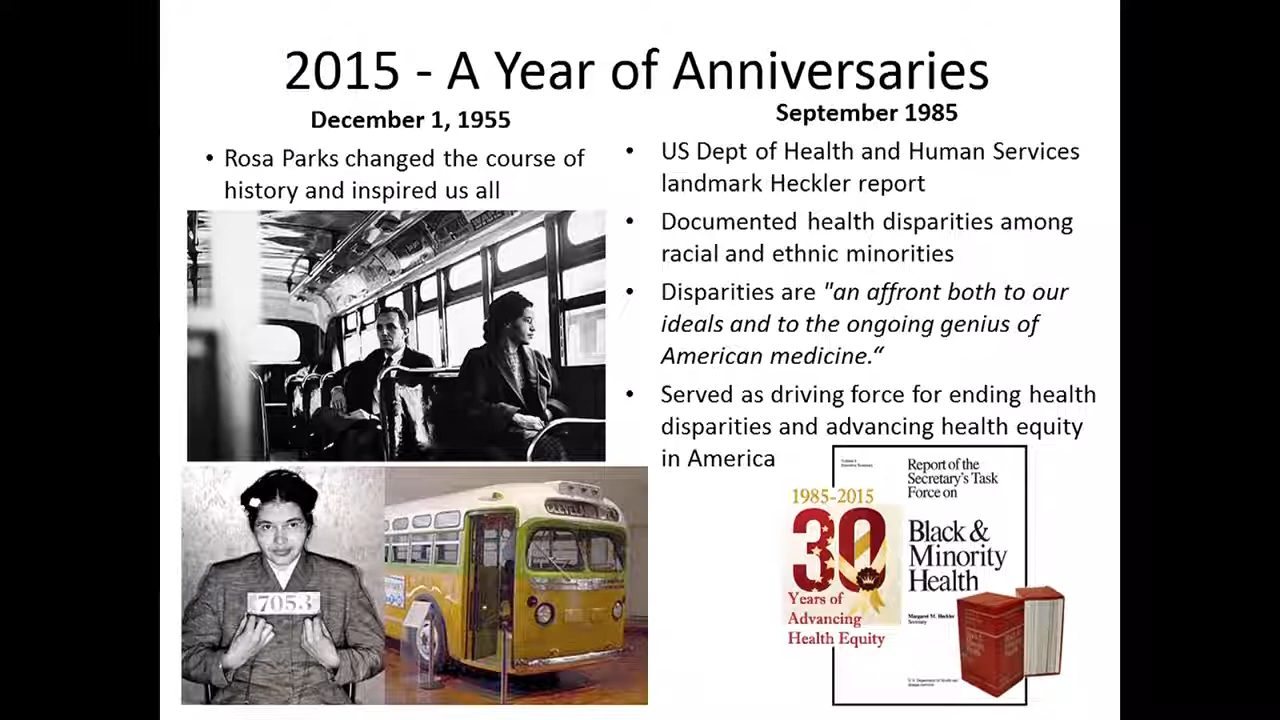 2015 - A Year of Anniversaries
December 1, 1955
• Rosa Parks changed the course of
history and inspired us all
7053
CLEVELAND
September 1985
• US Dept of Health and Human Services
landmark Heckler report
• Documented health disparities among
racial and ethnic minorities
• Disparities are "an affront both to our
ideals and to the ongoing genius of
American medicine.“
• Served as driving force for ending health
disparities and advancing health equity
in America
1985-2015
30
Years of
Advancing
Health Equity
Report of the
Secretary's Task
Force on
Black &
Minority
Health
Margaret M. Heckler
Secretary